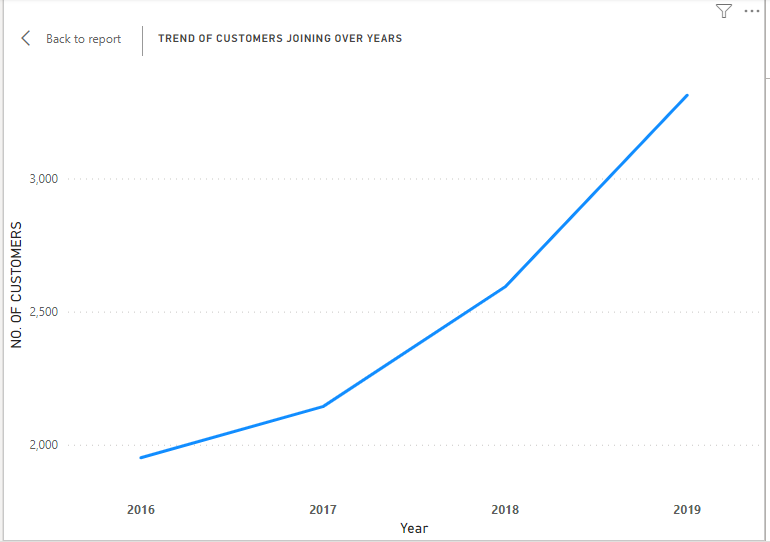 Back to report
TREND OF CUSTOMERS JOINING OVER YEARS
3,000
2,500
2,000
NO. OF CUSTOMERS
2016
2017
2018
2019
Year